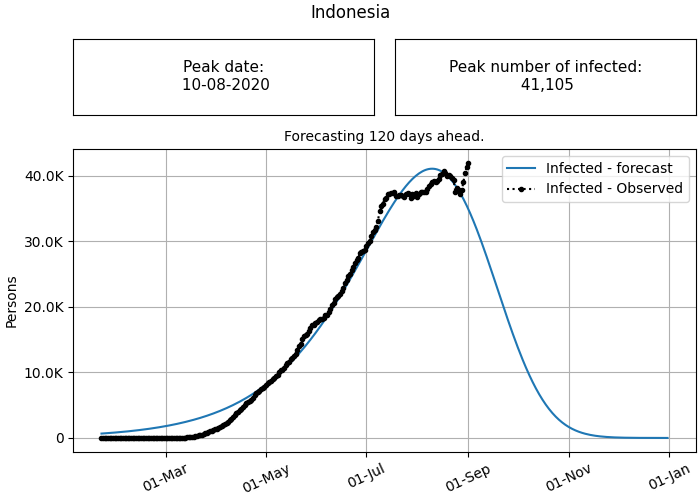 Indonesia
Peak date:
10-08-2020
Peak number of infected:
41,105
Forecasting 120 days ahead.
Infected - forecast
Infected - Observed
40.0K
30.0K
20.0K
10.0K
0
Persons
01-Mar
01-May
01-Jul
01-Sep
01-Nov
01-Jan